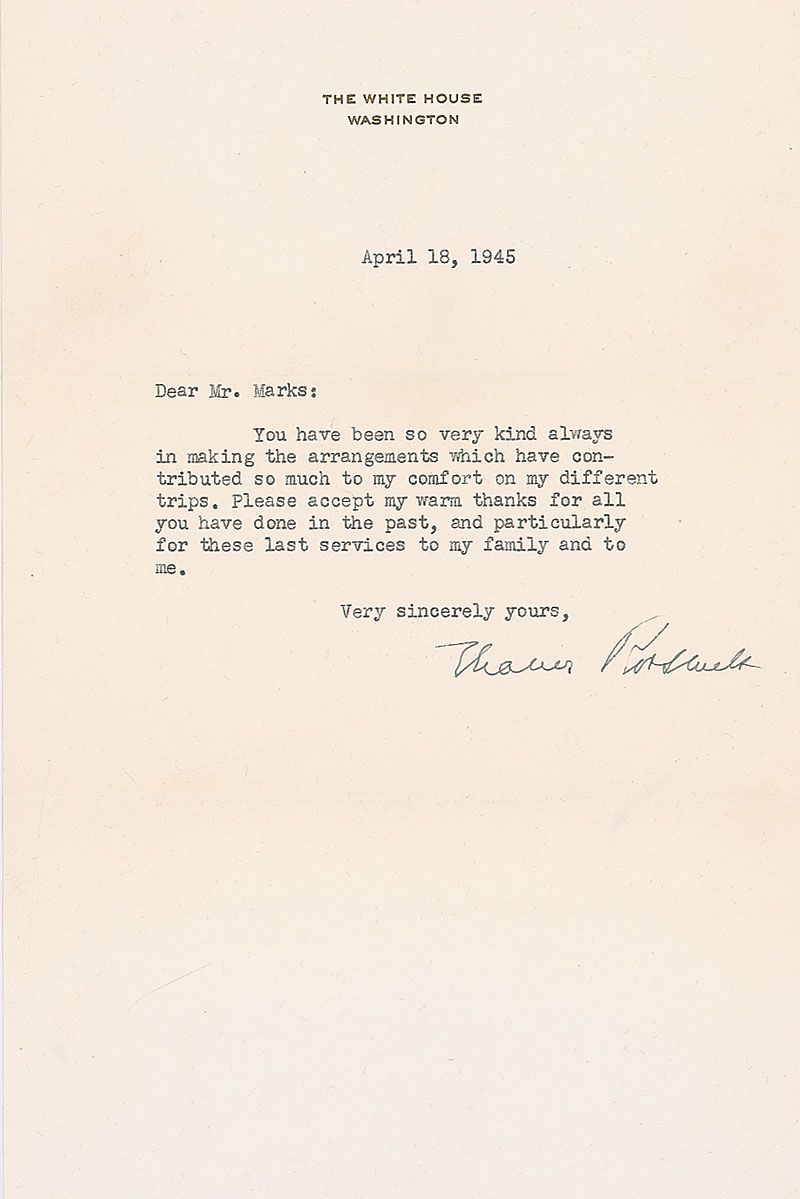 THE WHITE HOUSE
WASHINGTON
April 18, 1945
Dear Mr. Marks:
You have been so very kind always
in making the arrangements which have con-
tributed so much to my comfort on my different
trips. Please accept my warm thanks for all
you have done in the past, and particularly
for these last services to my family and to
me.
Very sincerely yours,
Eleanor Roosevelt